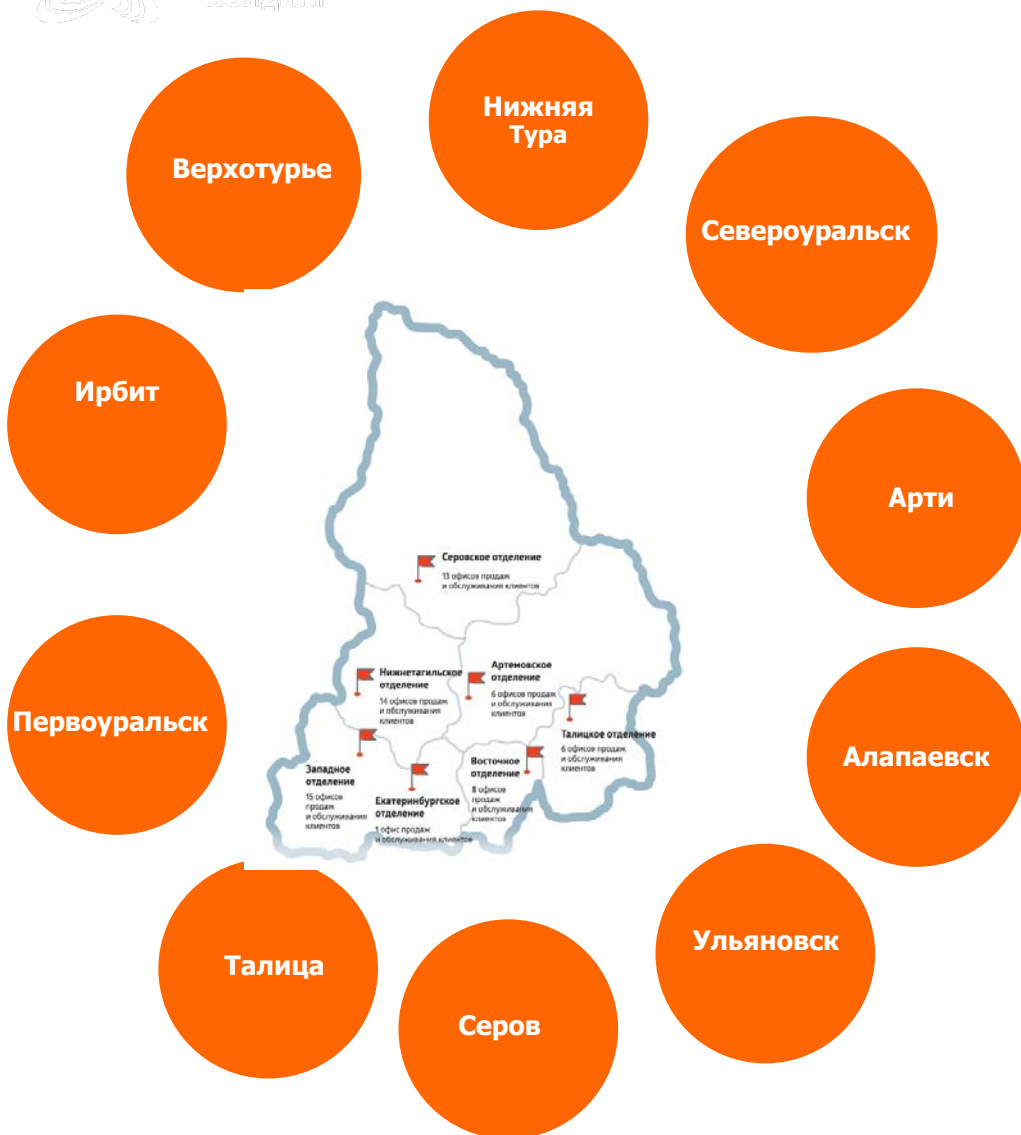 холдинг
Нижняя
Тура
Верхотурье
Североуральск
Ирбит
Арти
Серовское отделение
13 офисов продаж
и обслуживания клиентов
Нижнетагильское
отделение
14 офисов продаж
и обслуживания
клиентов
Артемовское
отделение
6 офисов продаж
и обслуживания
клиентов
Талицкое отделение
6 офисов продаж
и обслуживания
клиентов
Западное
отделение
15 офисов
продаж
и обслуживания
клиентов
Екатеринбургское
отделение
1 офис продаж
и обслуживания клиентов
Восточное
отделение
8 офисов
продаж
и обслуживания
клиентов
Первоуральск
Алапаевск
Талица
Ульяновск
Серов